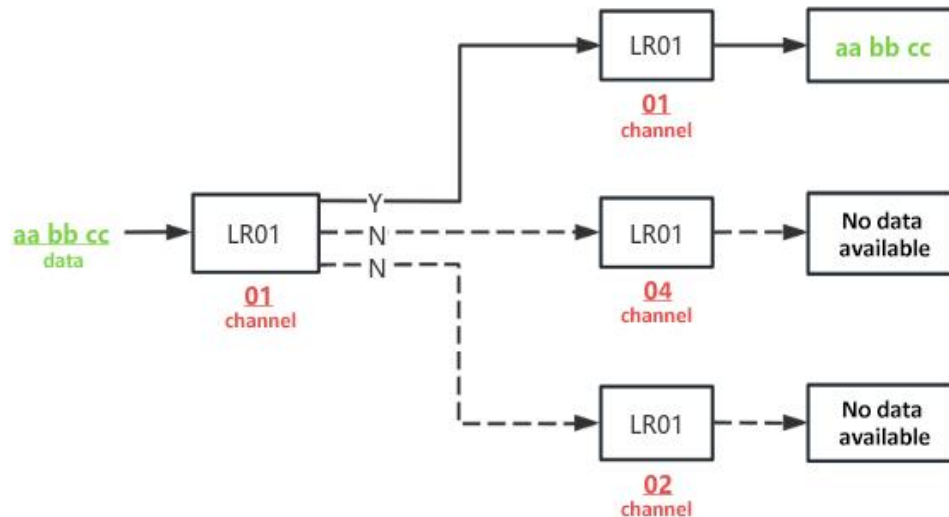 LR01
aa bb cc
01
channel
Y
aa bb cc
data
LR01
N
LR01
No data
available
N
01
channel
04
channel
LR01
No data
available
02
channel